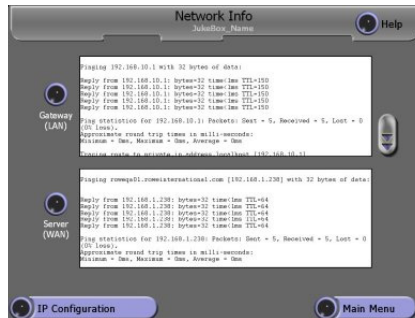 Network Info
JukeBox_Name
Help
Gateway
(LAN)
Pinging 192.168.10.1 with 32 bytes of data:
Reply from 192.168.10.1: bytes=32 time<1ms TTL=150
Reply from 192.168.10.1: bytes=32 time<1ms TTL=150
Reply from 192.168.10.1: bytes=32 time<1ms TTL=150
Reply from 192.168.10.1: bytes=32 time<1ms TTL=150
Reply from 192.168.10.1: bytes=32 time<1ms TTL=150
Ping statistics for 192.168.10.1: Packets: Sent = 5, Received = 5, Lost = 0
(0% loss),
Approximate round trip times in milli-seconds:
Minimum = 0ms, Maximum = 0ms, Average = 0ms
Tracing route to
Server
(WAN)
Pinging with 32 bytes of data:
Reply from 192.168.1.238: bytes=32 time<1ms TTL=64
Reply from 192.168.1.238: bytes=32 time<1ms TTL=64
Reply from 192.168.1.238: bytes=32 time<1ms TTL=64
Reply from 192.168.1.238: bytes=32 time<1ms TTL=64
Reply from 192.168.1.238: bytes=32 time<1ms TTL=64
Ping statistics for 192.168.1.238: Packets: Sent = 5, Received = 5, Lost = 0
(0% loss),
Approximate round trip times in milli-seconds:
Minimum = 0ms, Maximum = 0ms, Average = 0ms
IP Configuration
Main Menu